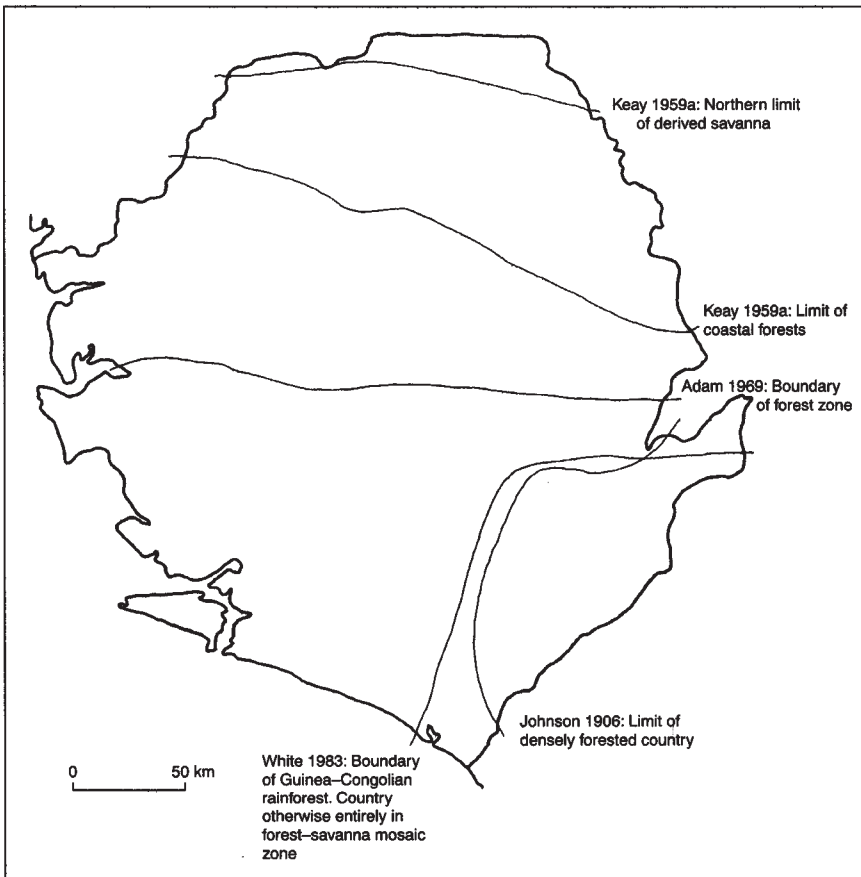 Keay 1959a: Northern limit
of derived savanna
Keay 1959a: Limit of
coastal forests
Adam 1969: Boundary
of forest zone
Johnson 1906: Limit of
densely forested country
White 1983: Boundary
of Guinea–Congolian
rainforest. Country
otherwise entirely in
forest–savanna mosaic
zone
0 50 km